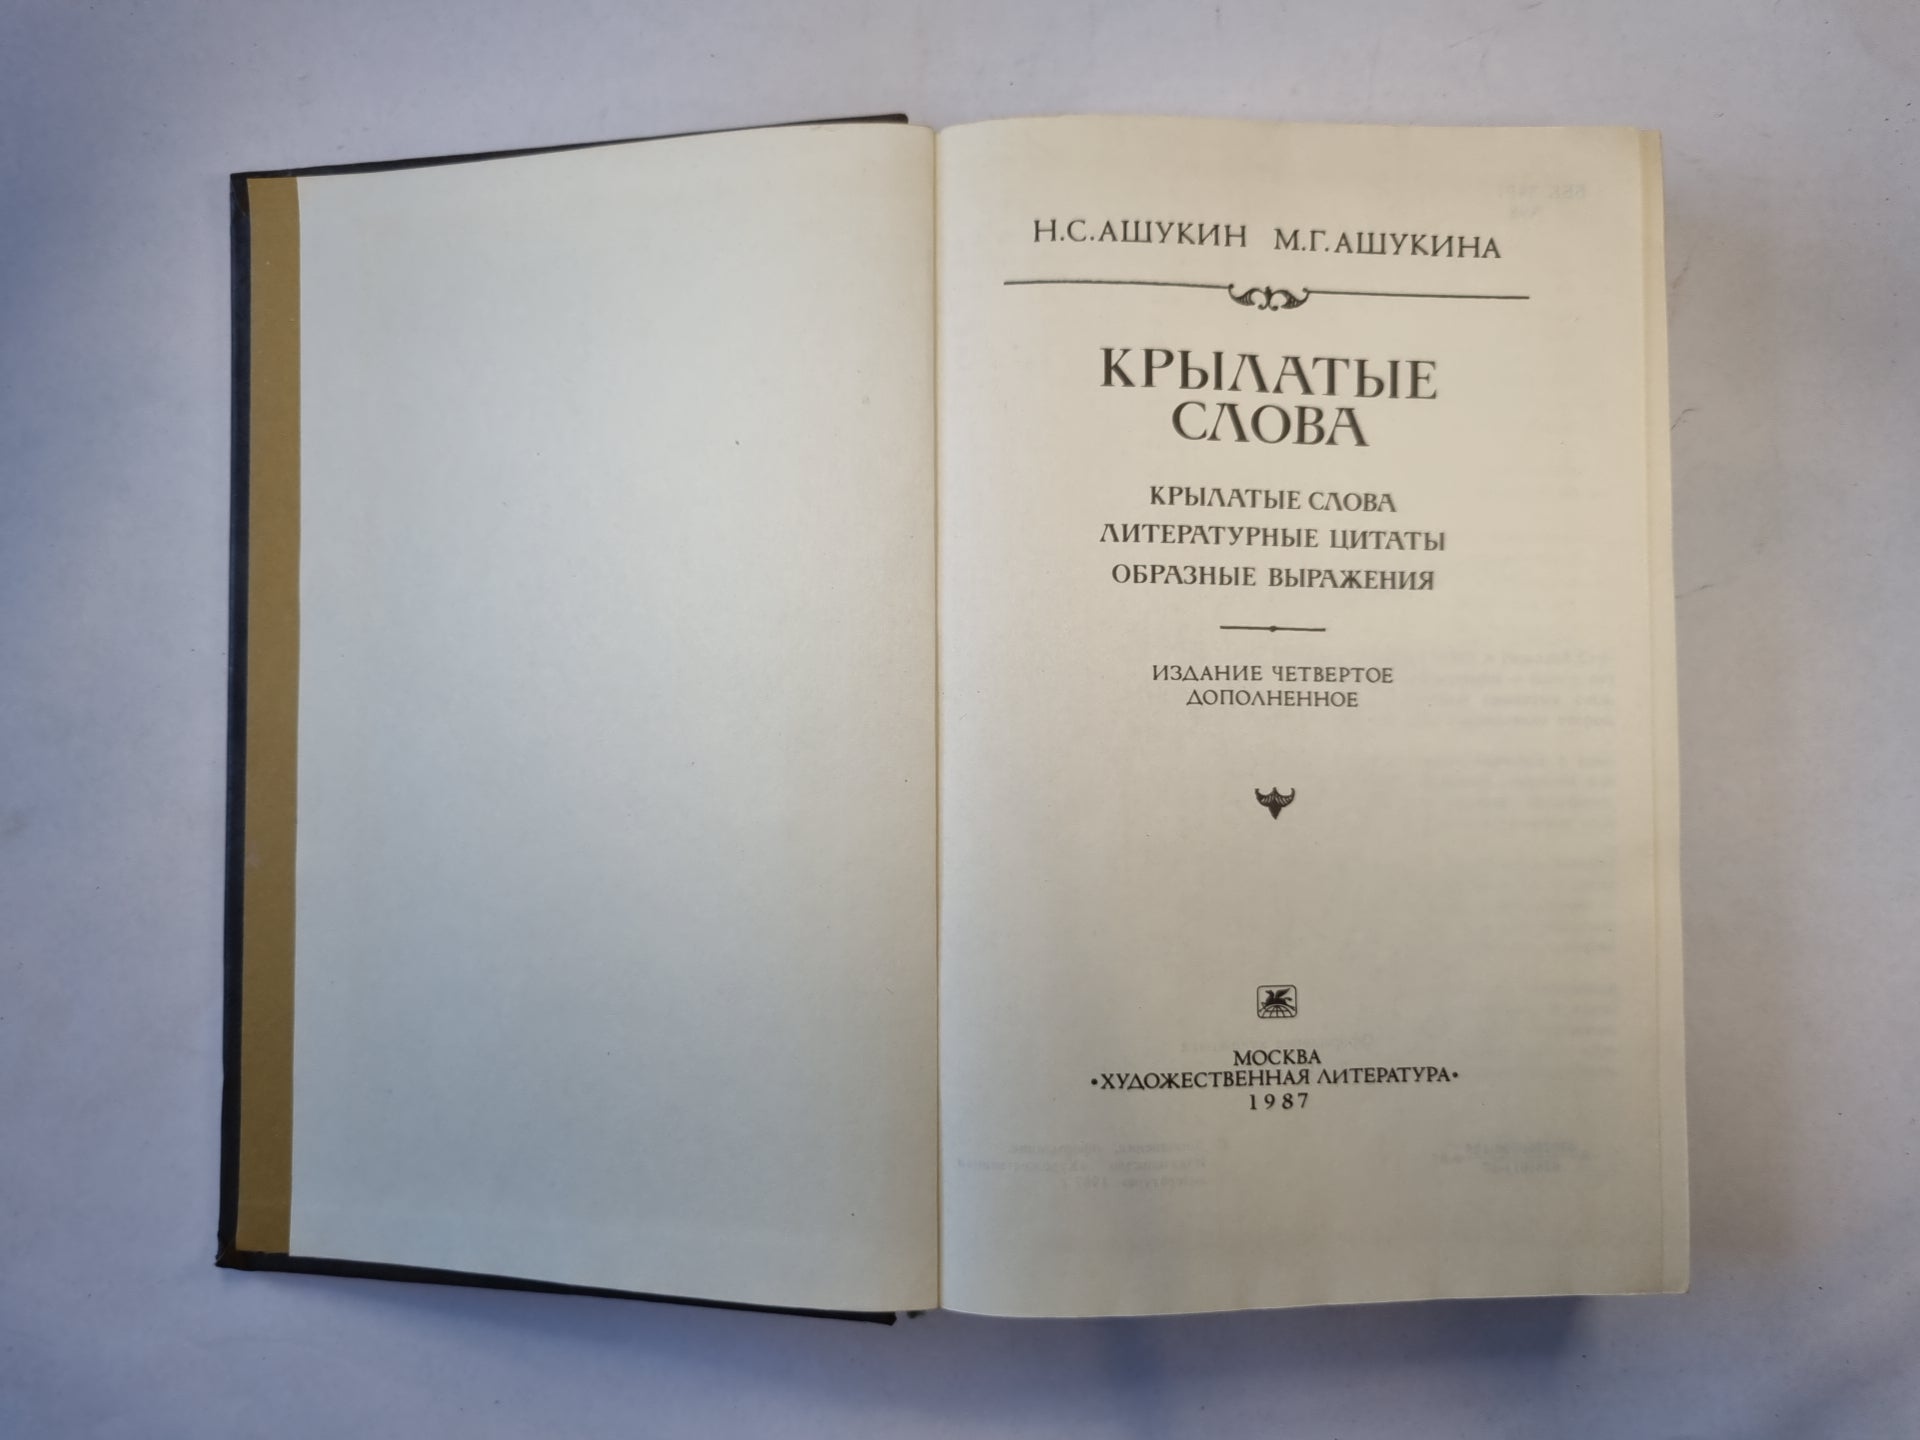 Н.С.АШУКИН М.Г.АШУКИНА
КРЫЛАТЫЕ
СЛОВА
КРЫЛАТЫЕ СЛОВА
ЛИТЕРАТУРНЫЕ ЦИТАТЫ
ОБРАЗНЫЕ ВЫРАЖЕНИЯ
ИЗДАНИЕ ЧЕТВЕРТОЕ
ДОПОЛНЕННОЕ
МОСКВА
•ХУДОЖЕСТВЕННАЯ ЛИТЕРАТУРА•
1987